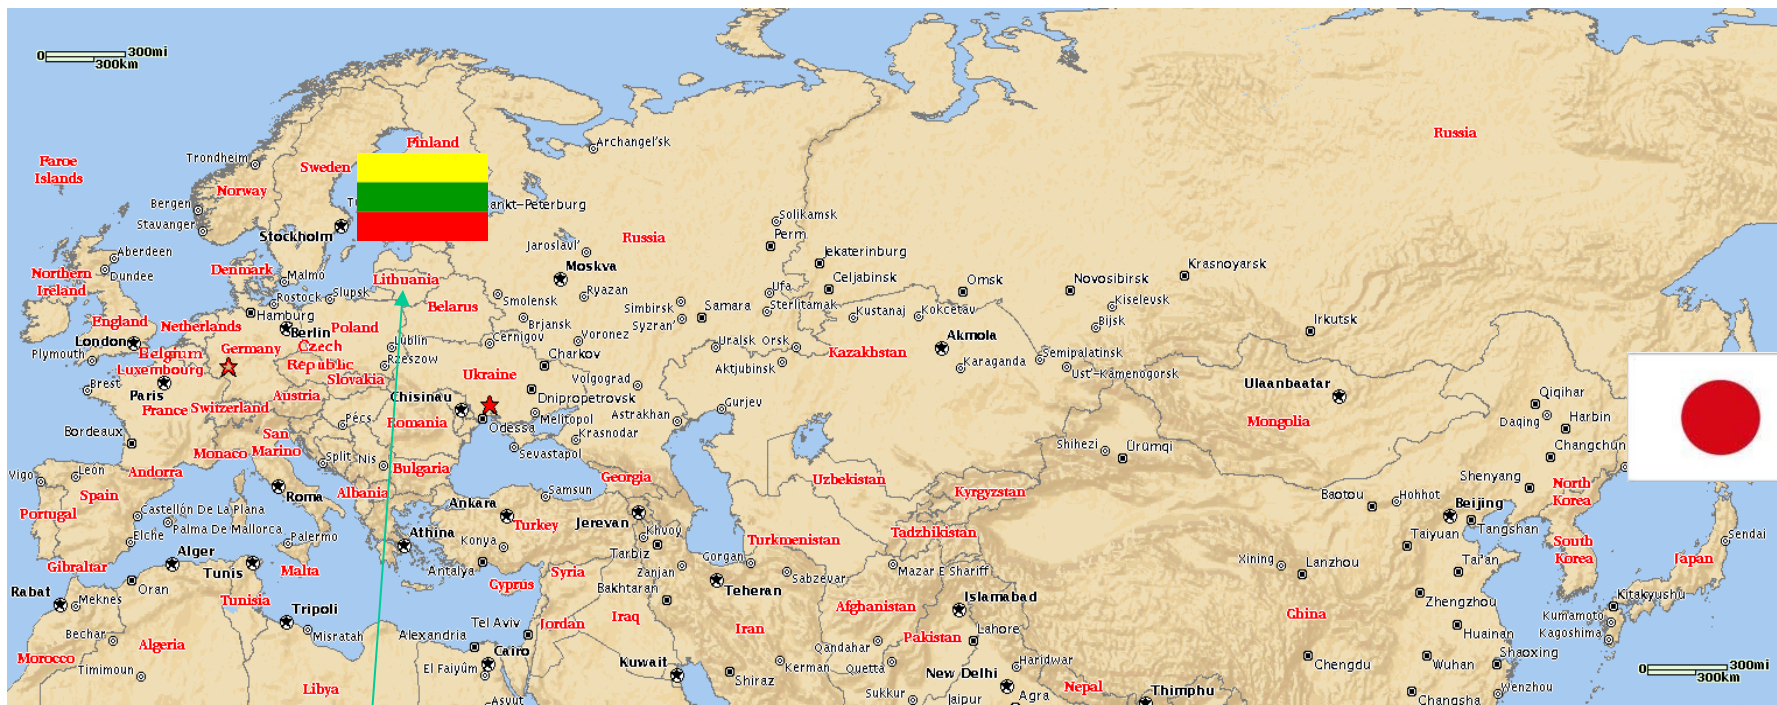 0 300mi
300km
Russia
Finland
Archangel'sk
Faroe
Islands
Trondheim
Sweden
Norway
Bergen
Stavanger
Stockholm
ankt-Peterburg
Solikamsk
Perm
Jaroslavl'
Russia
Moskva
Jekaterinburg
Celjabinsk
Krasnoyarsk
Novosibirsk
Omsk
Kiselevsk
Bijsk
Irkutsk
Aberdeen
Dundee
Northern
Ireland
Denmark
Malmö
Lithuania
Rostock
Slupsk
Hamburg
Belarus
Smolensk
Ryazan
Simbirsk
Samara
Ufa
Sterlitamak
Syzran'
Kustanaj
Kokcetav
England
Netherlands
Berlin
Poland
Brjansk
Voronez
London
Plymouth
Belgium
Germany
Czech
Republic
Lüblin
Cernigov
Charkov
Uralsk
Orsk
Kazakhstan
Akmola
Karaganda
Semipalatinsk
Ust'-Kamenogorsk
Aktjubinsk
Luxembourg
Rzeszow
Slovakia
Ukraine
Volgograd
Brest
Paris
Austria
Chisinau
Dnipropetrovsk
Gurjev
Ulaanbaatar
Mongolia
Qiqihar
Daqing
Harbin
Changchun
France
Switzerland
Pécs
Romania
Odessa
Melitopol
Astrakhan
Krasnodar
Bordeaux
San
Marino
Monaco
Sevastapol
Shihezi
Ürümqi
Vigo
León
Andorra
Split
Nis
Bulgaria
Georgia
Uzbekistan
Kyrgyzstan
Shenyang
North
Korea
Spain
Roma
Albania
Samsun
Ankara
Baotou
Hohhot
Beijing
Tangshan
Portugal
Castellón De La Plana
Palma De Mallorca
Elche
Palermo
Athina
Turkey
Konya
Jerevan
Khvoy
Tarbiz
Turkmenistan
Tadzhikistan
Taiyuan
South
Korea
Japan
Sendai
Gibraltar
Alger
Tunis
Malta
Antalya
Cyprus
Syria
Zanjan
Gorgan
Sabzevar
Mazar E Shariff
Xining
Lanzhou
Tai'an
Rabat
Meknes
Oran
Tunisia
Tripoli
Bakhtaran
Teheran
Afghanistan
Islamabad
China
Zhengzhou
Kitakyushu
Kumamoto
Kagoshima
Bechar
Algeria
Misratah
Alexandria
Tel Aviv
Jordan
Iraq
Iran
Qandahar
Pakistan
Lahore
Huainan
Morocco
Timimoun
El Faiyûm
Cairo
Kuwait
Kerman
Shiraz
Quetta
Haridwar
New Delhi
Chengdu
Wuhan
Shaoxing
0 300mi
300km
Libya
Asyut
Sukkur
Jaipur
Agra
Nepal
Thimphu
Changsha
Wenzhou